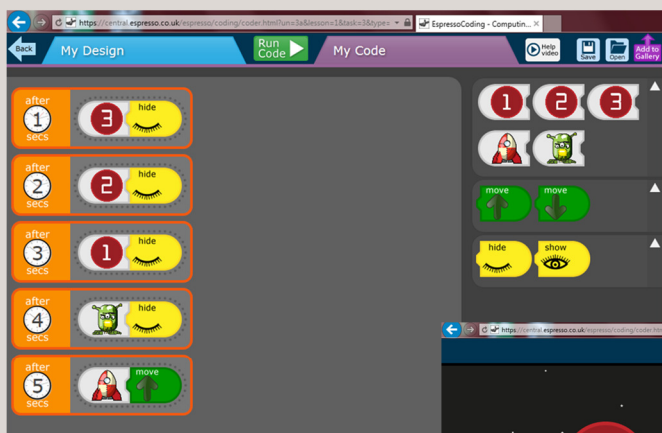 https://central.espresso.co.uk/espresso/coding/coder.html?un=3a&lesson=1&task=3&type=
EspressoCoding - Computin...
Back
My Design
Run Code
My Code
Help video
Save
Open
Add to Gallery
after 1 secs
3
hide
after 2 secs
2
hide
after 3 secs
1
hide
after 4 secs
hide
after 5 secs
move
1
2
3
move
move
hide
show
https://central.espresso.co.uk/espresso/coding/coder.htm